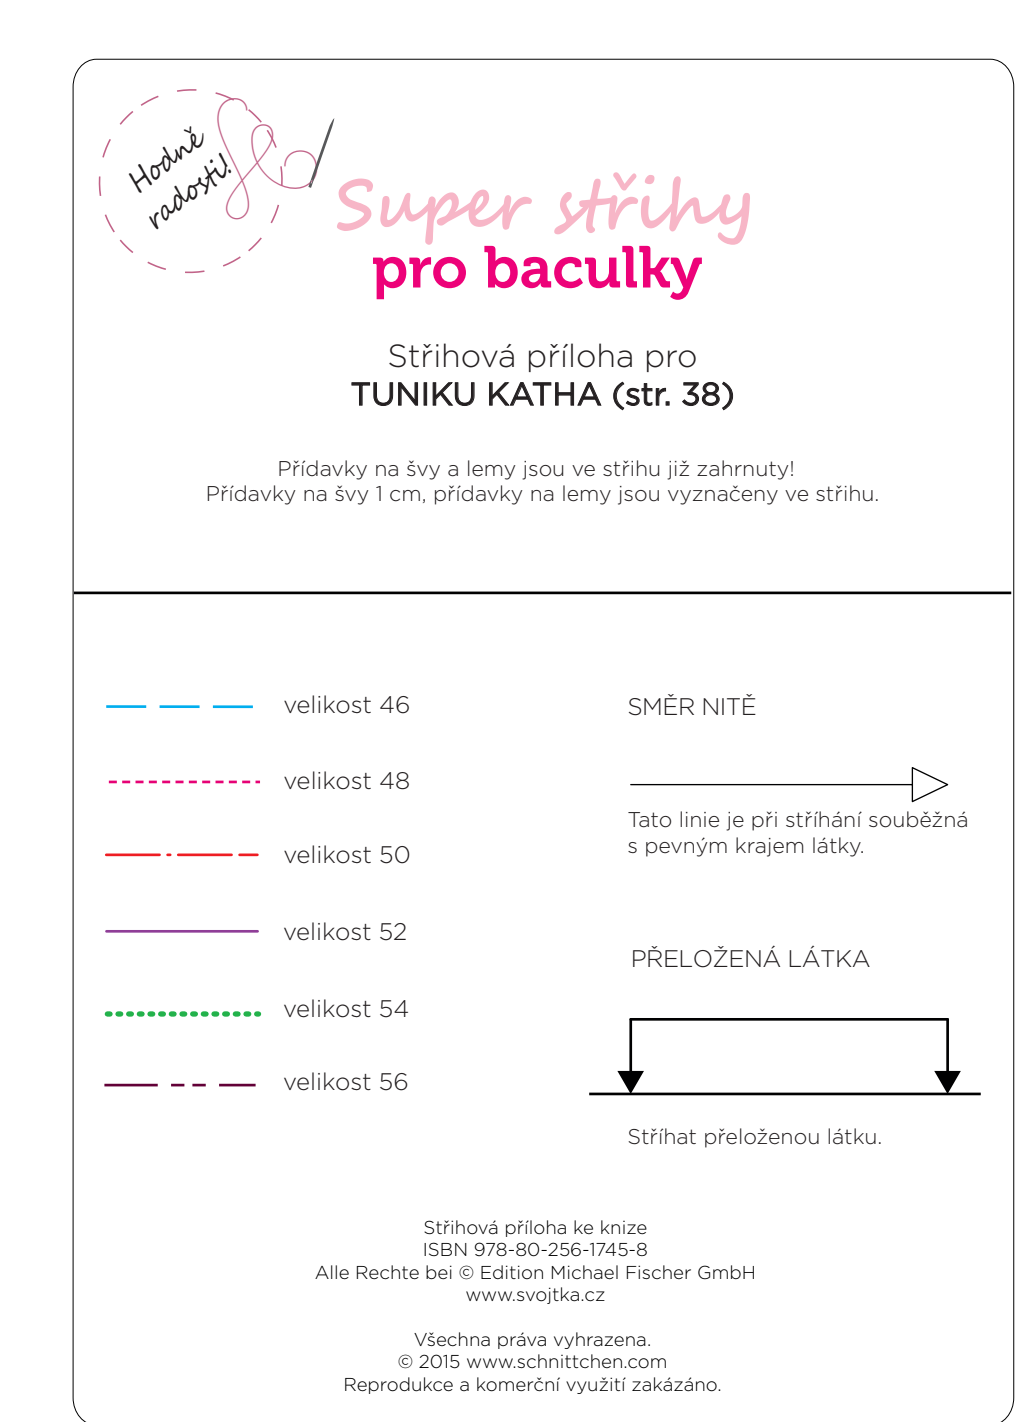 Hodně
radosti!
Super střihy
pro baculky
Střihová příloha pro
TUNIKU KATHA (str. 38)
Přídavky na švy a lemy jsou ve střihu již zahrnuty!
Přídavky na švy 1 cm, přídavky na lemy jsou vyznačeny ve střihu.
velikost 46
velikost 48
velikost 50
velikost 52
velikost 54
velikost 56
SMĚR NITĚ
Tato linie je při stříhání souběžná
s pevným krajem látky.
PŘELOŽENÁ LÁTKA
Stříhat přeloženou látku.
Střihová příloha ke knize
ISBN 978-80-256-1745-8
Alle Rechte bei © Edition Michael Fischer GmbH
www.svojtka.cz
Všechna práva vyhrazena.
© 2015 www.schnittchen.com
Reprodukce a komerční využití zakázáno.